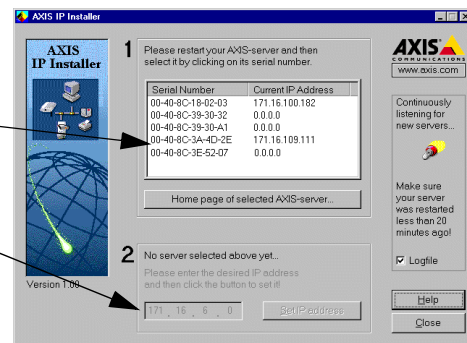 AXIS IP Installer
AXIS
IP Installer
Version 1.00
1
Please restart your AXIS-server and then
select it by clicking on its serial number.
Serial Number Current IP Address
00-40-8C-18-02-03 171.16.100.182
00-40-8C-39-30-32 0.0.0.0
00-40-8C-39-30-A1 0.0.0.0
00-40-8C-3A-4D-2E 171.16.109.111
00-40-8C-3E-52-07 0.0.0.0
Home page of selected AXIS-server...
2
No server selected above yet...
Please enter the desired IP address
and then click the button to set it!
171 . 16 . 6 . 0
Set IP address
AXIS
COMMUNICATIONS
www.axis.com
Continuously
listening for
new servers...
Make sure
your server
was restarted
less than 20
minutes ago!
Logfile
Help
Close